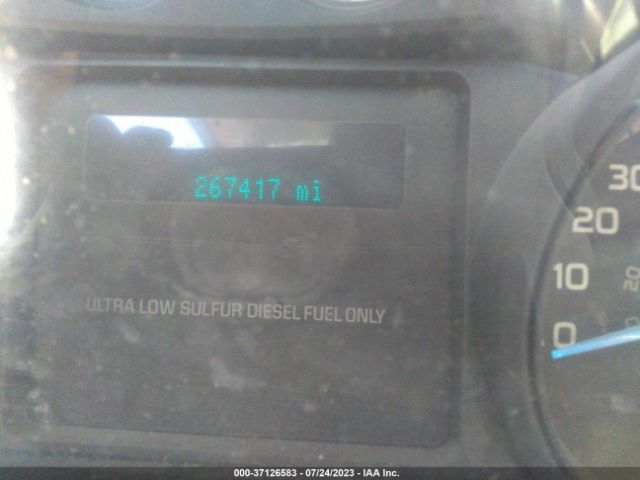 267417 mi
30
20
10
20
0
ULTRA LOW SULFUR DIESEL FUEL ONLY
000-37126583 - 07/24/2023 - IAA Inc.